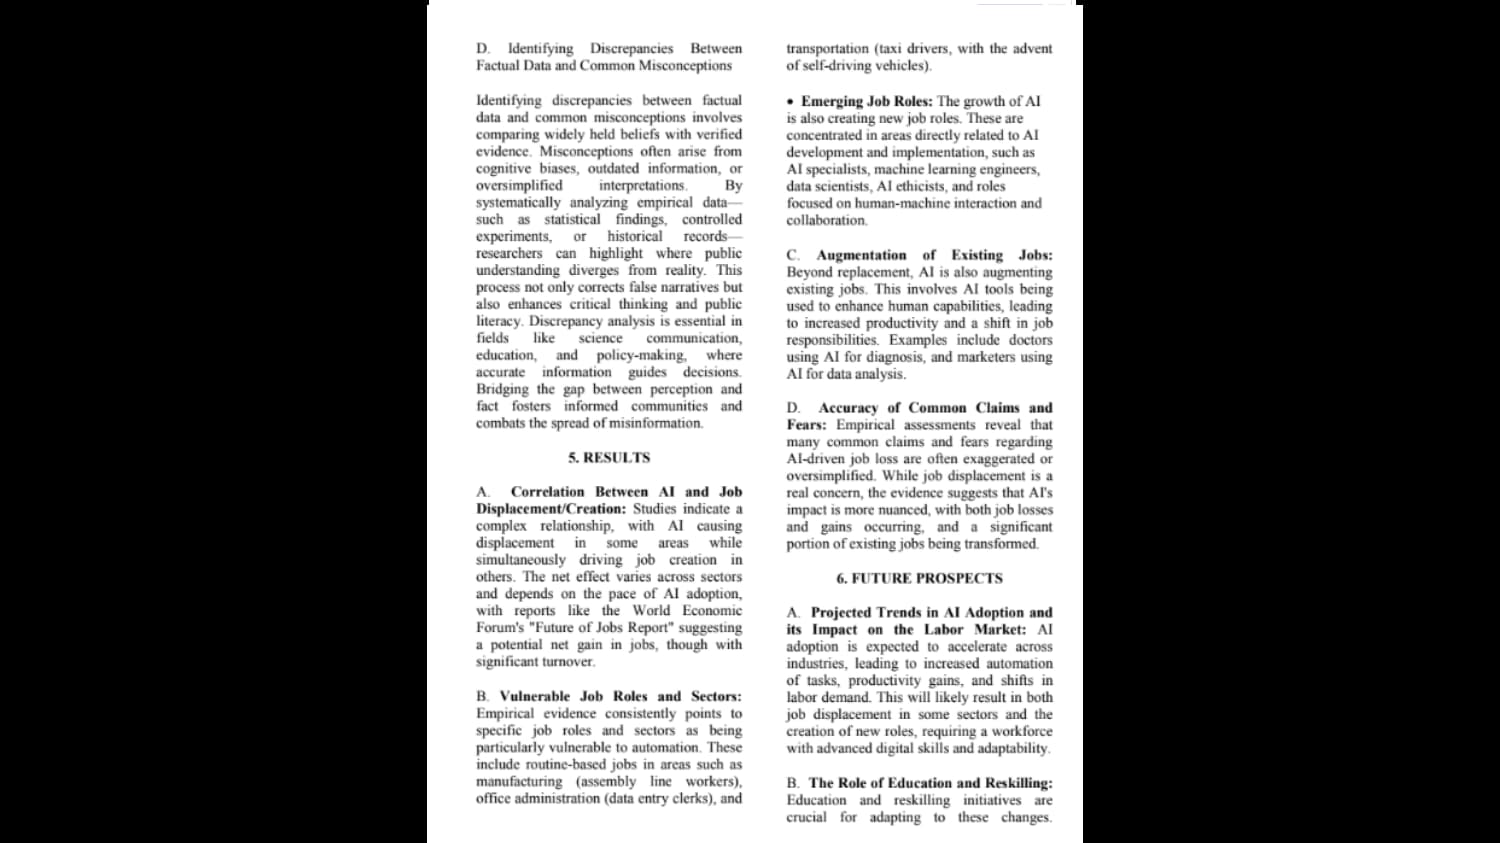 D. Identifying Discrepancies Between
Factual Data and Common Misconceptions
Identifying discrepancies between factual
data and common misconceptions involves
comparing widely held beliefs with verified
evidence. Misconceptions often arise from
cognitive biases, outdated information, or
oversimplified interpretations. By
systematically analyzing empirical data—
such as statistical findings, controlled
experiments, or historical records—
researchers can highlight where public
understanding diverges from reality. This
process not only corrects false narratives but
also enhances critical thinking and public
literacy. Discrepancy analysis is essential in
fields like science communication,
education, and policy-making, where
accurate information guides decisions.
Bridging the gap between perception and
fact fosters informed communities and
combats the spread of misinformation.
5. RESULTS
A. Correlation Between AI and Job
Displacement/Creation: Studies indicate a
complex relationship, with AI causing
displacement in some areas while
simultaneously driving job creation in
others. The net effect varies across sectors
and depends on the pace of AI adoption,
with reports like the World Economic
Forum's "Future of Jobs Report" suggesting
a potential net gain in jobs, though with
significant turnover.
B. Vulnerable Job Roles and Sectors:
Empirical evidence consistently points to
specific job roles and sectors as being
particularly vulnerable to automation. These
include routine-based jobs in areas such as
manufacturing (assembly line workers),
office administration (data entry clerks), and
transportation (taxi drivers, with the advent
of self-driving vehicles).
• Emerging Job Roles: The growth of AI
is also creating new job roles. These are
concentrated in areas directly related to AI
development and implementation, such as
AI specialists, machine learning engineers,
data scientists, AI ethicists, and roles
focused on human-machine interaction and
collaboration.
C. Augmentation of Existing Jobs:
Beyond replacement, AI is also augmenting
existing jobs. This involves AI tools being
used to enhance human capabilities, leading
to increased productivity and a shift in job
responsibilities. Examples include doctors
using AI for diagnosis, and marketers using
AI for data analysis.
D. Accuracy of Common Claims and
Fears: Empirical assessments reveal that
many common claims and fears regarding
AI-driven job loss are often exaggerated or
oversimplified. While job displacement is a
real concern, the evidence suggests that AI's
impact is more nuanced, with both job losses
and gains occurring, and a significant
portion of existing jobs being transformed.
6. FUTURE PROSPECTS
A. Projected Trends in AI Adoption and
its Impact on the Labor Market: AI
adoption is expected to accelerate across
industries, leading to increased automation
of tasks, productivity gains, and shifts in
labor demand. This will likely result in both
job displacement in some sectors and the
creation of new roles, requiring a workforce
with advanced digital skills and adaptability.
B. The Role of Education and Reskilling:
Education and reskilling initiatives are
crucial for adapting to these changes.